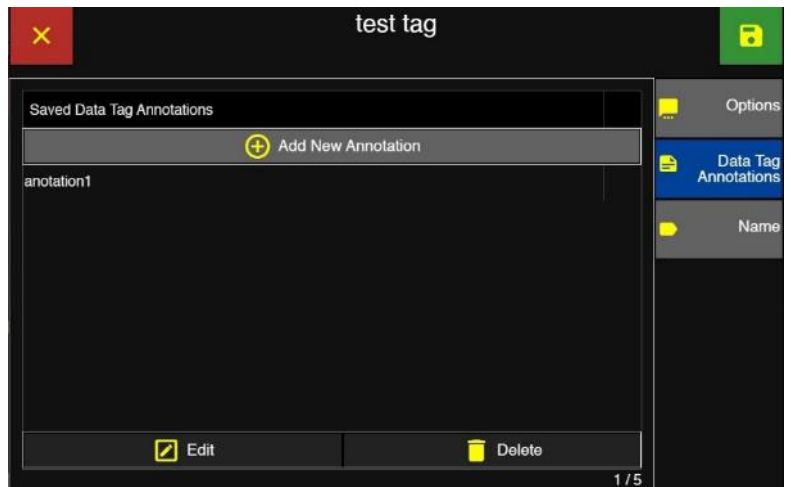 test tag
Saved Data Tag Annotations
Add New Annotation
anotation1
Options
Data Tag
Annotations
Name
Edit
Delete
1 / 5